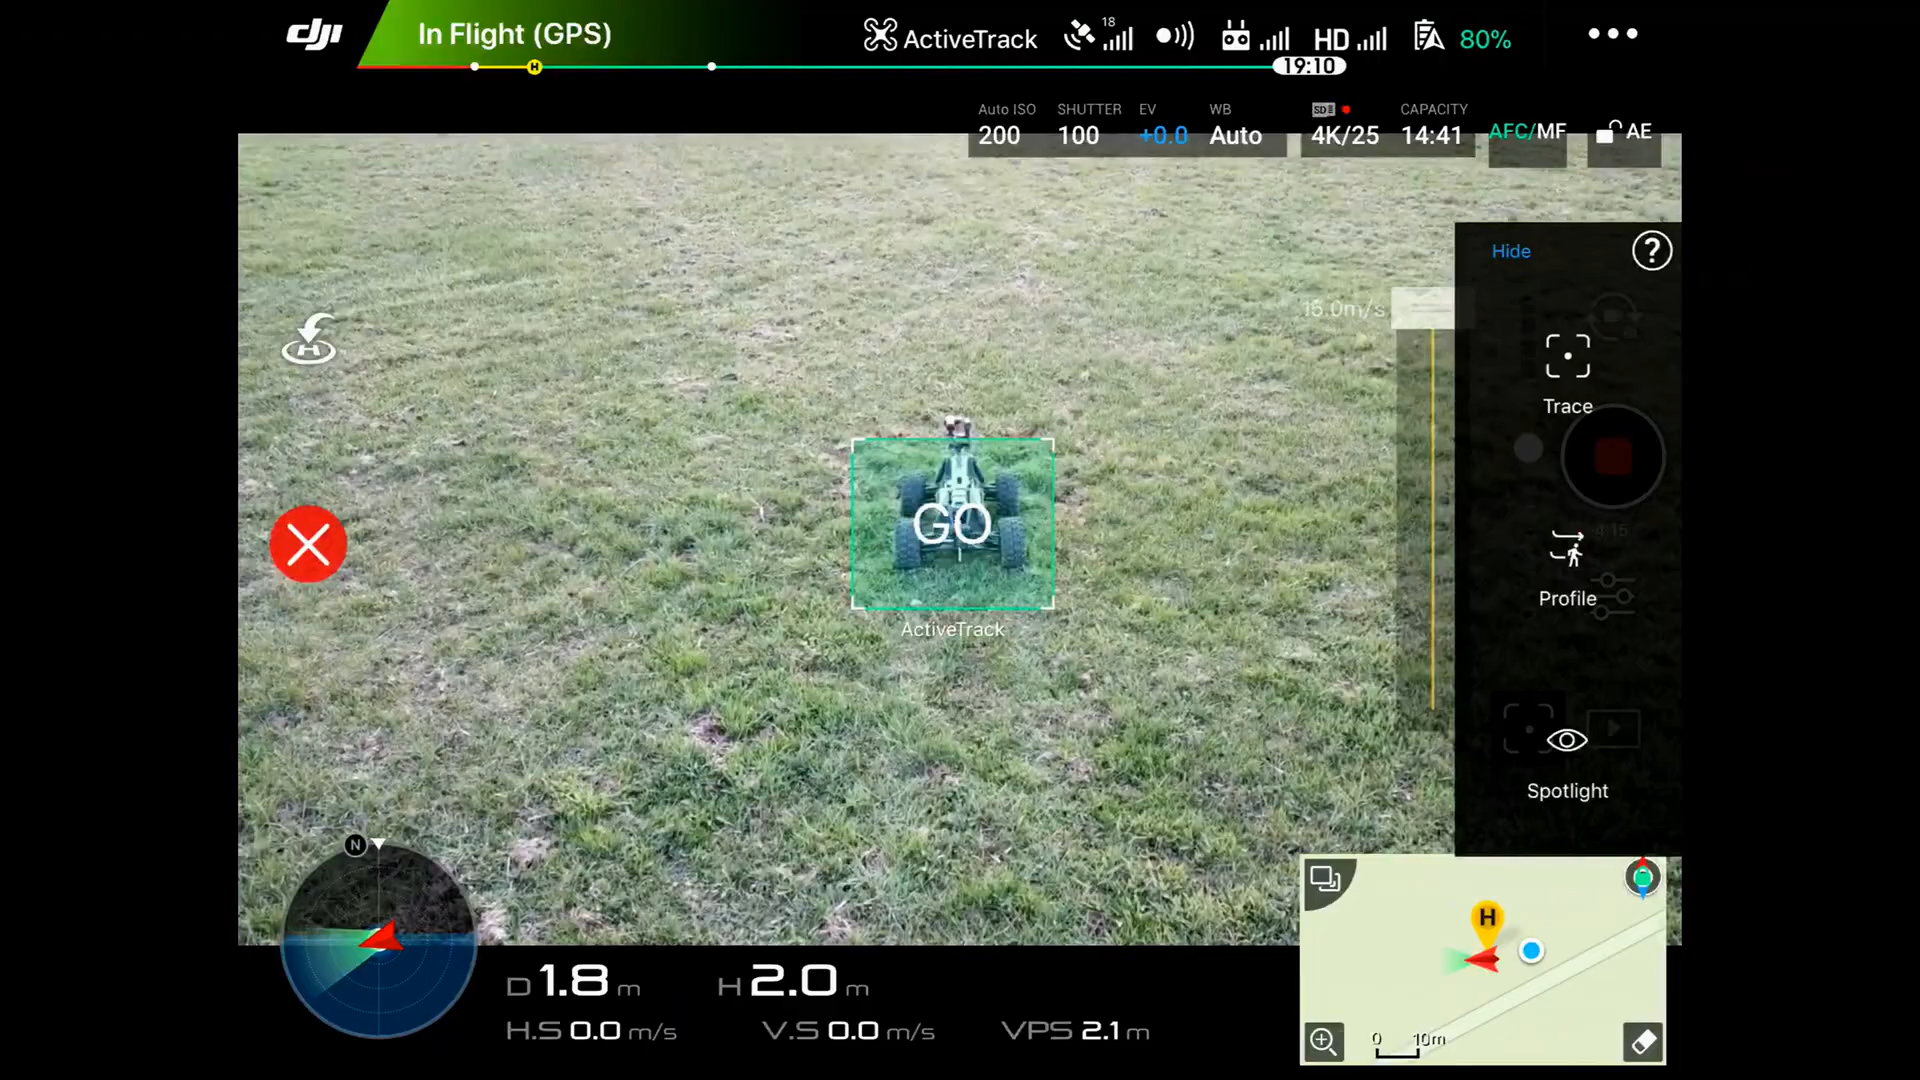 dji
In Flight (GPS)
ActiveTrack
18
HD
80%
19:10
Auto ISO
200
SHUTTER
100
EV
+0.0
WB
Auto
SD
4K/25
CAPACITY
14:41
AFC/MF
AE
Hide
?
15.0m/s
H
Trace
GO
ActiveTrack
4:15
Profile
Spotlight
N
D 1.8 m
H 2.0 m
H.S 0.0 m/s
V.S 0.0 m/s
VPS 2.1 m
H
0 10m